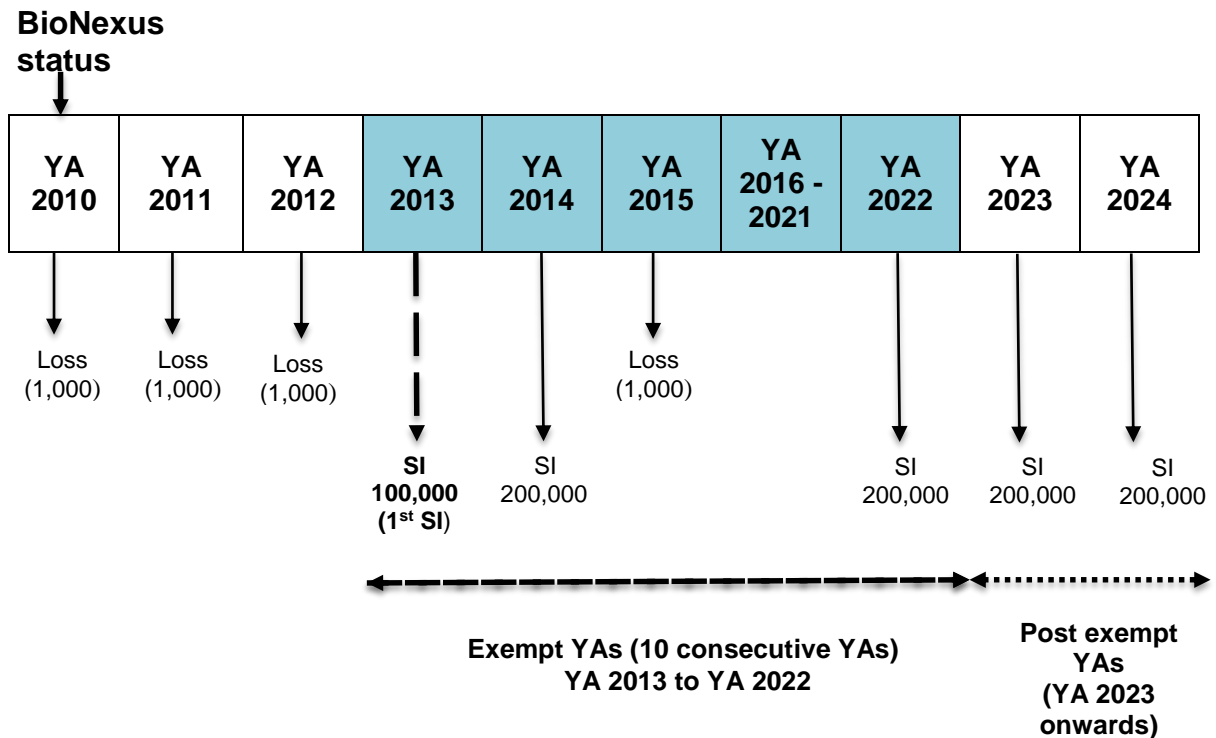 BioNexus
status
YA
2010
YA
2011
YA
2012
YA
2013
YA
2014
YA
2015
YA
2016 -
2021
YA
2022
YA
2023
YA
2024
Loss
(1,000)
Loss
(1,000)
Loss
(1,000)
SI
100,000
(1st SI)
SI
200,000
Loss
(1,000)
SI
200,000
SI
200,000
SI
200,000
Exempt YAs (10 consecutive YAs)
YA 2013 to YA 2022
Post exempt
YAs
(YA 2023
onwards)